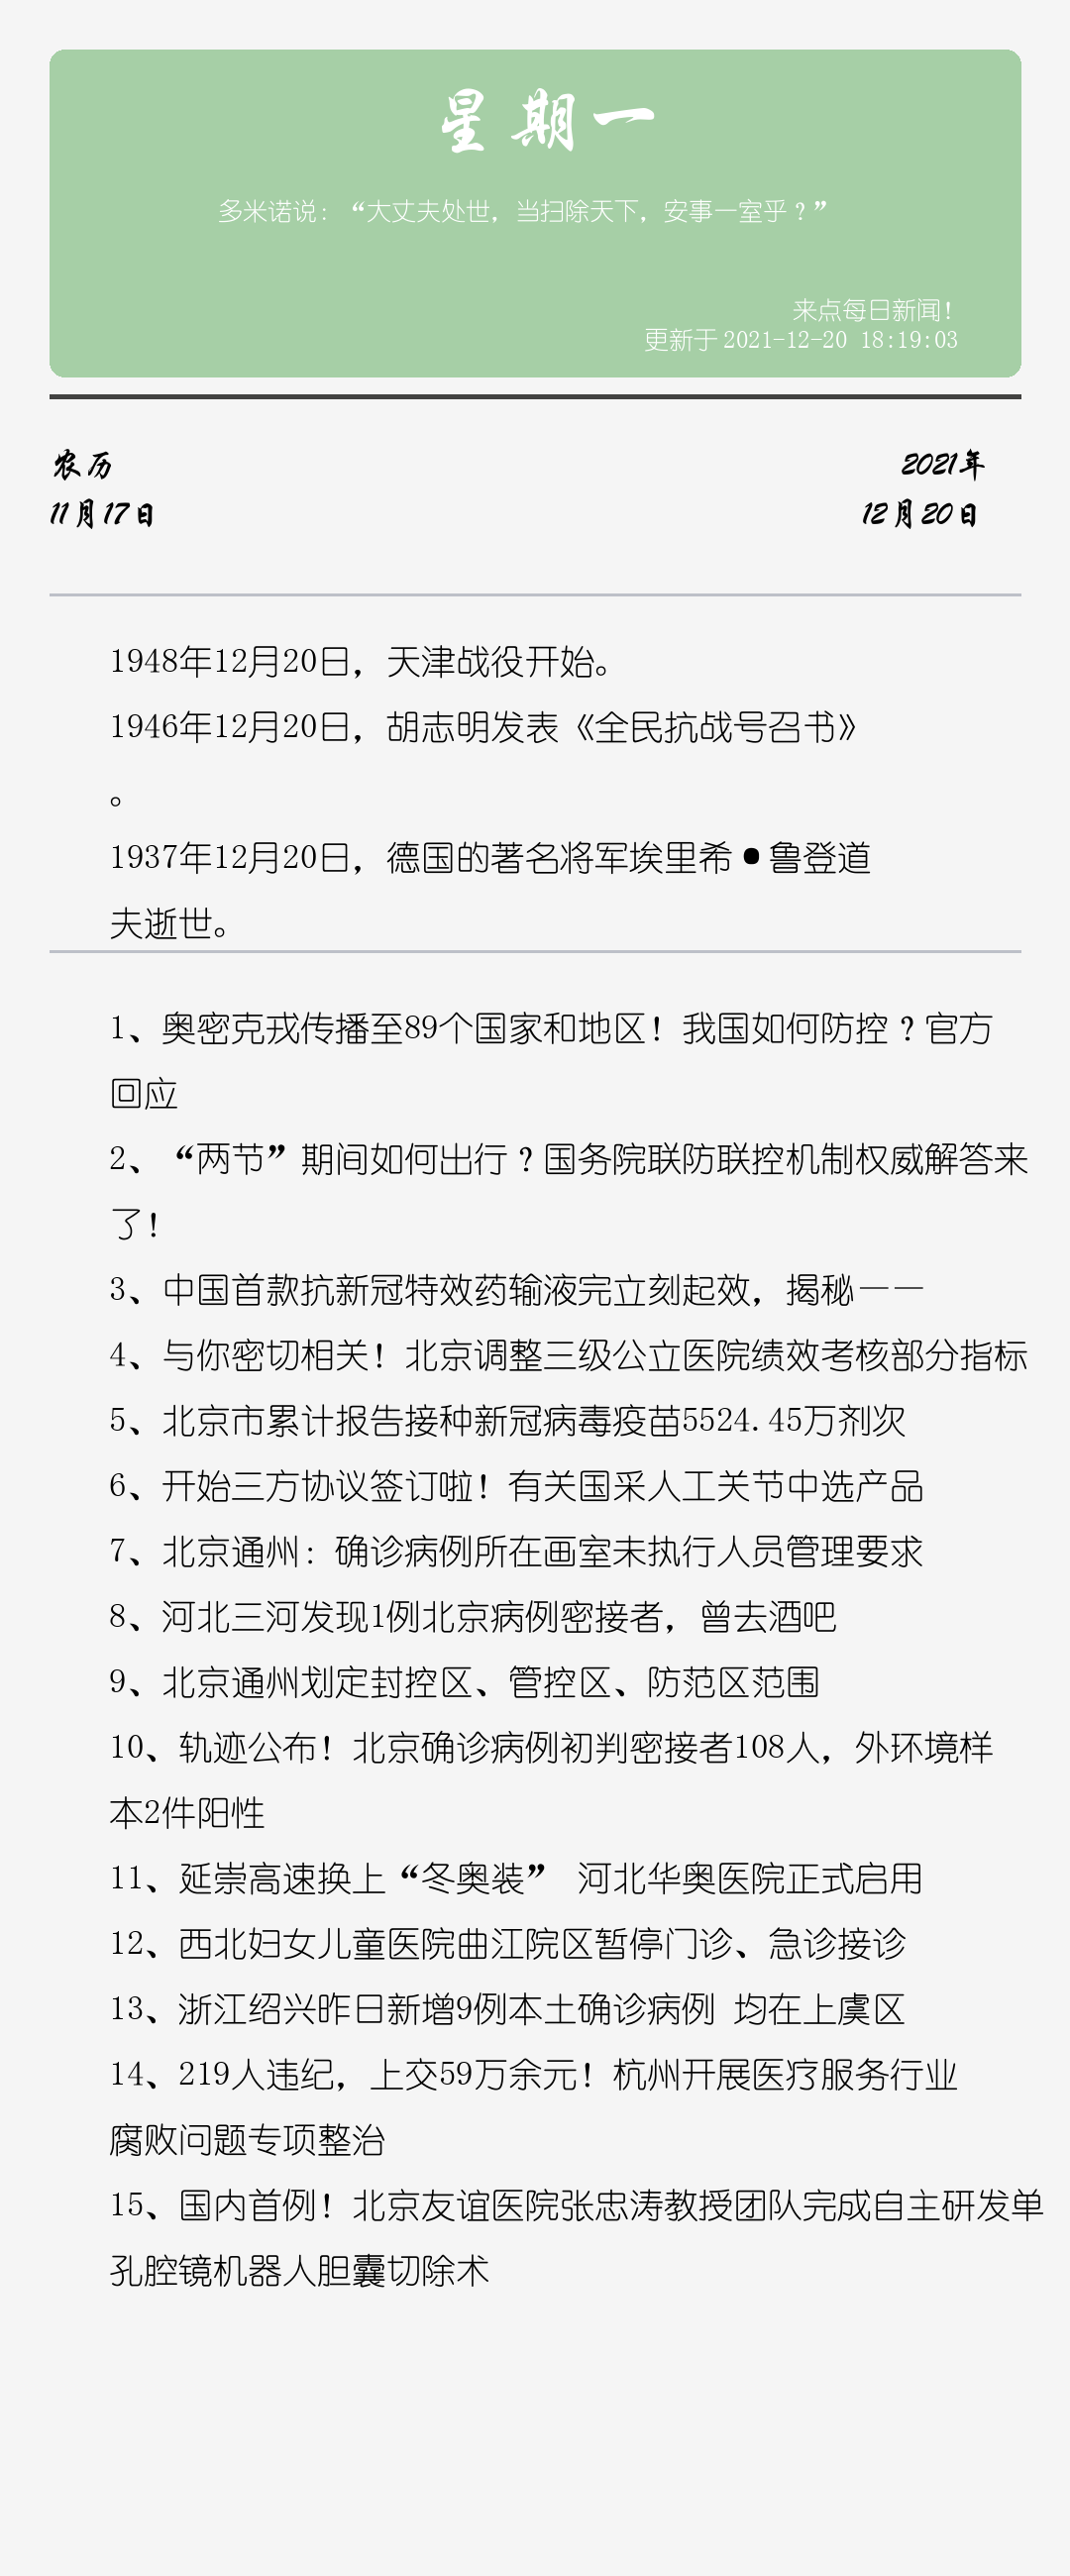 星期一
多米诺说：“大丈夫处世，当扫除天下，安事一室乎？”
来点每日新闻！
更新于 2021-12-20 18:19:03
农历
2021年
11月17日
12月20日
1948年12月20日，天津战役开始。
1946年12月20日，胡志明发表《全民抗战号召书》
。
1937年12月20日，德国的著名将军埃里希•鲁登道
夫逝世。
1、奥密克戎传播至89个国家和地区！我国如何防控？官方
回应
2、“两节”期间如何出行？国务院联防联控机制权威解答来
了！
3、中国首款抗新冠特效药输液完立刻起效，揭秘——
4、与你密切相关！北京调整三级公立医院绩效考核部分指标
5、北京市累计报告接种新冠病毒疫苗5524.45万剂次
6、开始三方协议签订啦！有关国采人工关节中选产品
7、北京通州：确诊病例所在画室未执行人员管理要求
8、河北三河发现1例北京病例密接者，曾去酒吧
9、北京通州划定封控区、管控区、防范区范围
10、轨迹公布！北京确诊病例初判密接者108人，外环境样
本2件阳性
11、延崇高速换上“冬奥装” 河北华奥医院正式启用
12、西北妇女儿童医院曲江院区暂停门诊、急诊接诊
13、浙江绍兴昨日新增9例本土确诊病例 均在上虞区
14、219人违纪，上交59万余元！杭州开展医疗服务行业
腐败问题专项整治
15、国内首例！北京友谊医院张忠涛教授团队完成自主研发单
孔腔镜机器人胆囊切除术